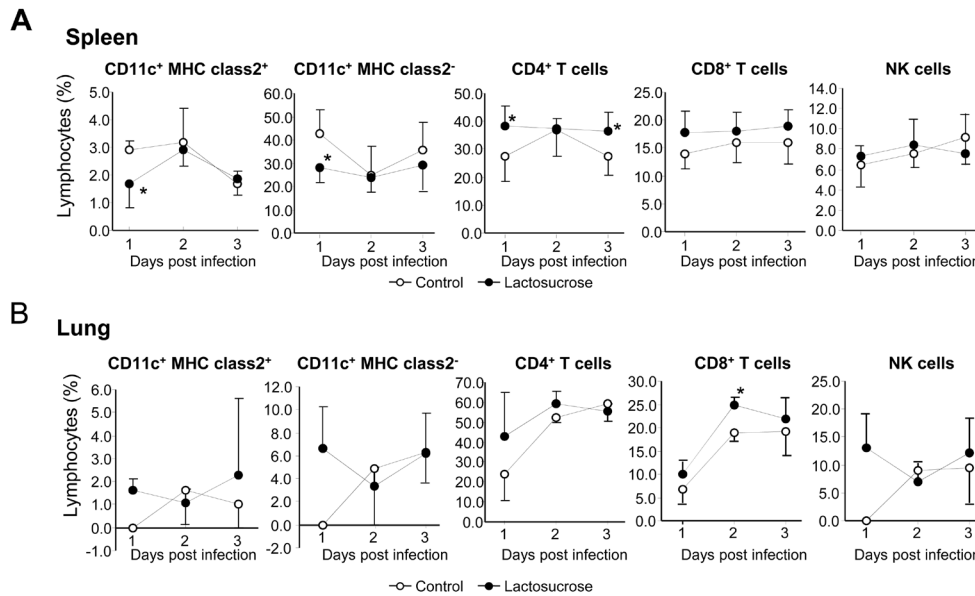 A
Spleen
CD11c⁺ MHC class2⁺
CD11c⁺ MHC class2⁻
CD4⁺ T cells
CD8⁺ T cells
NK cells
Lymphocytes (%)
5.0
4.0
3.0
2.0
1.0
0.0
*
1 2 3
Days post infection
60.0
50.0
40.0
30.0
20.0
10.0
0.0
*
1 2 3
Days post infection
50.0
40.0
30.0
20.0
10.0
0.0
* *
1 2 3
Days post infection
25.0
20.0
15.0
10.0
5.0
0.0
1 2 3
Days post infection
14.0
12.0
10.0
8.0
6.0
4.0
2.0
0.0
1 2 3
Days post infection
Control Lactosucrose
B
Lung
CD11c⁺ MHC class2⁺
CD11c⁺ MHC class2⁻
CD4⁺ T cells
CD8⁺ T cells
NK cells
Lymphocytes (%)
6.0
5.0
4.0
3.0
2.0
1.0
0.0
-1.0
1 2 3
Days post infection
12.0
10.0
8.0
6.0
4.0
2.0
0.0
-2.0
1 2 3
Days post infection
70.0
60.0
50.0
40.0
30.0
20.0
10.0
0.0
1 2 3
Days post infection
30.0
25.0
20.0
15.0
10.0
5.0
0.0
*
1 2 3
Days post infection
25.0
20.0
15.0
10.0
5.0
0.0
1 2 3
Days post infection
Control Lactosucrose